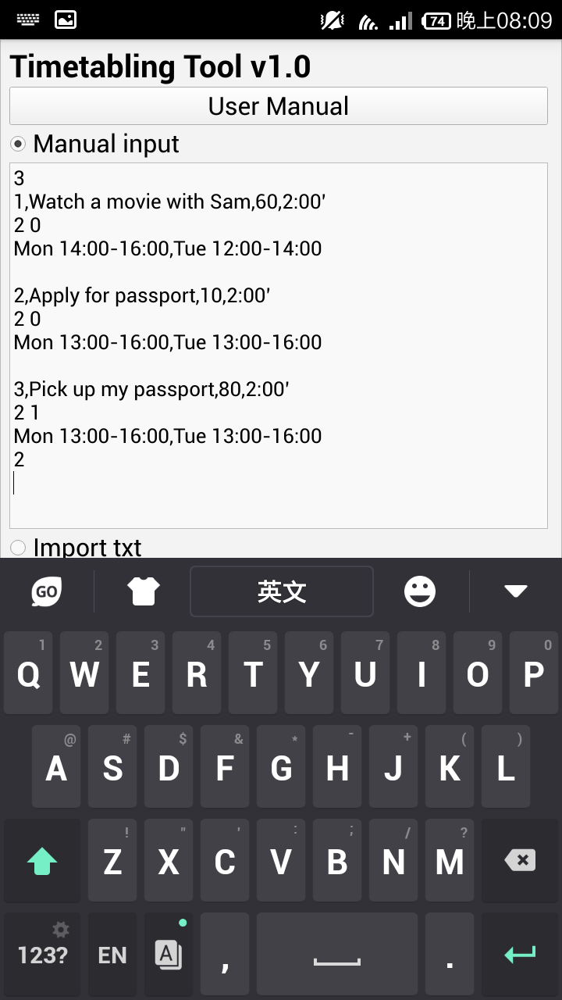 74 晚上08:09
Timetabling Tool v1.0
User Manual
Manual input
3
1,Watch a movie with Sam,60,2:00'
2 0
Mon 14:00-16:00,Tue 12:00-14:00
2,Apply for passport,10,2:00'
2 0
Mon 13:00-16:00,Tue 13:00-16:00
3,Pick up my passport,80,2:00'
2 1
Mon 13:00-16:00,Tue 13:00-16:00
2
Import txt
GO 英文
1 2 3 4 5 6 7 8 9 0
Q W E R T Y U I O P
@ # $ & * - + ( )
A S D F G H J K L
! " ' : ; / ?
Z X C V B N M
123? EN A , .